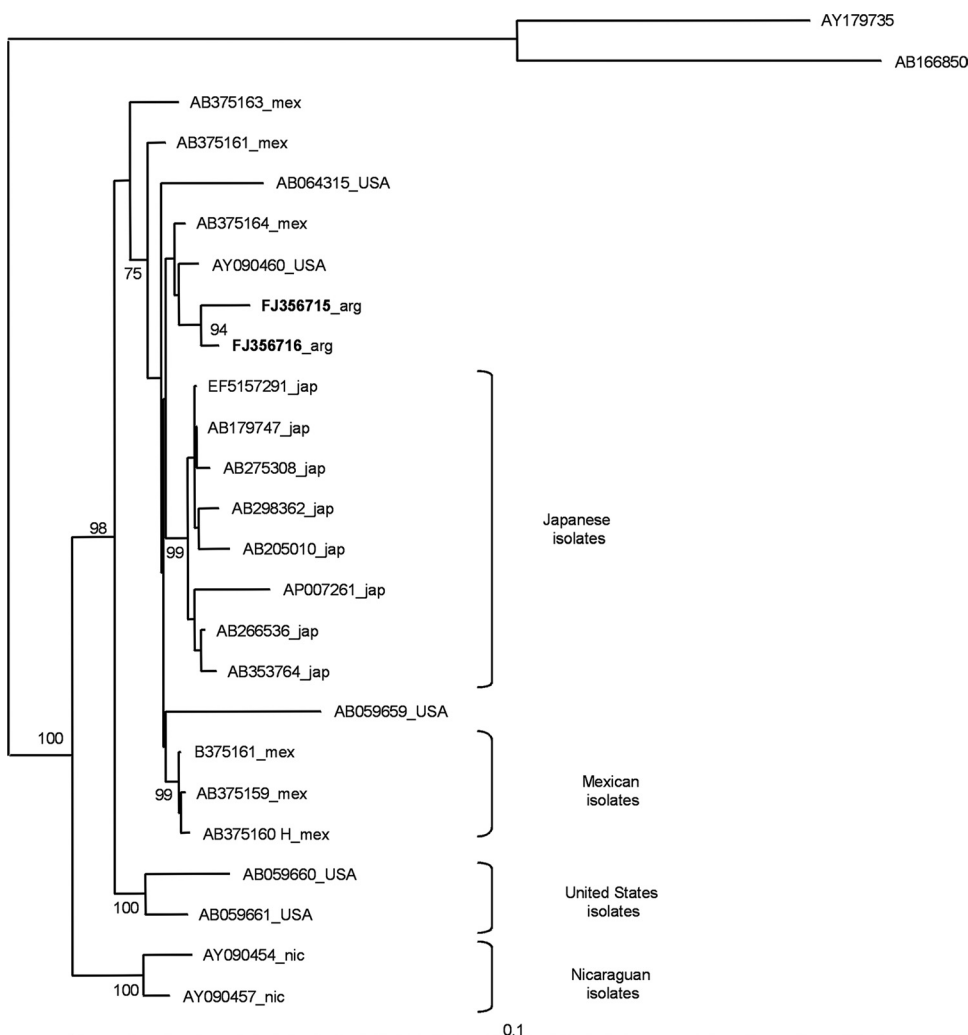 AY179735
AB166850
AB375163_mex
AB375161_mex
AB064315_USA
AB375164_mex
75
AY090460_USA
FJ356715_arg
94
FJ356716_arg
EF5157291_jap
AB179747_jap
AB275308_jap
AB298362_jap
98
Japanese
isolates
99
AB205010_jap
AP007261_jap
AB266536_jap
AB353764_jap
AB059659_USA
100
B375161_mex
Mexican
isolates
99
AB375159_mex
AB375160 H_mex
AB059660_USA
United States
isolates
100
AB059661_USA
AY090454_nic
Nicaraguan
isolates
100
AY090457_nic
0.1